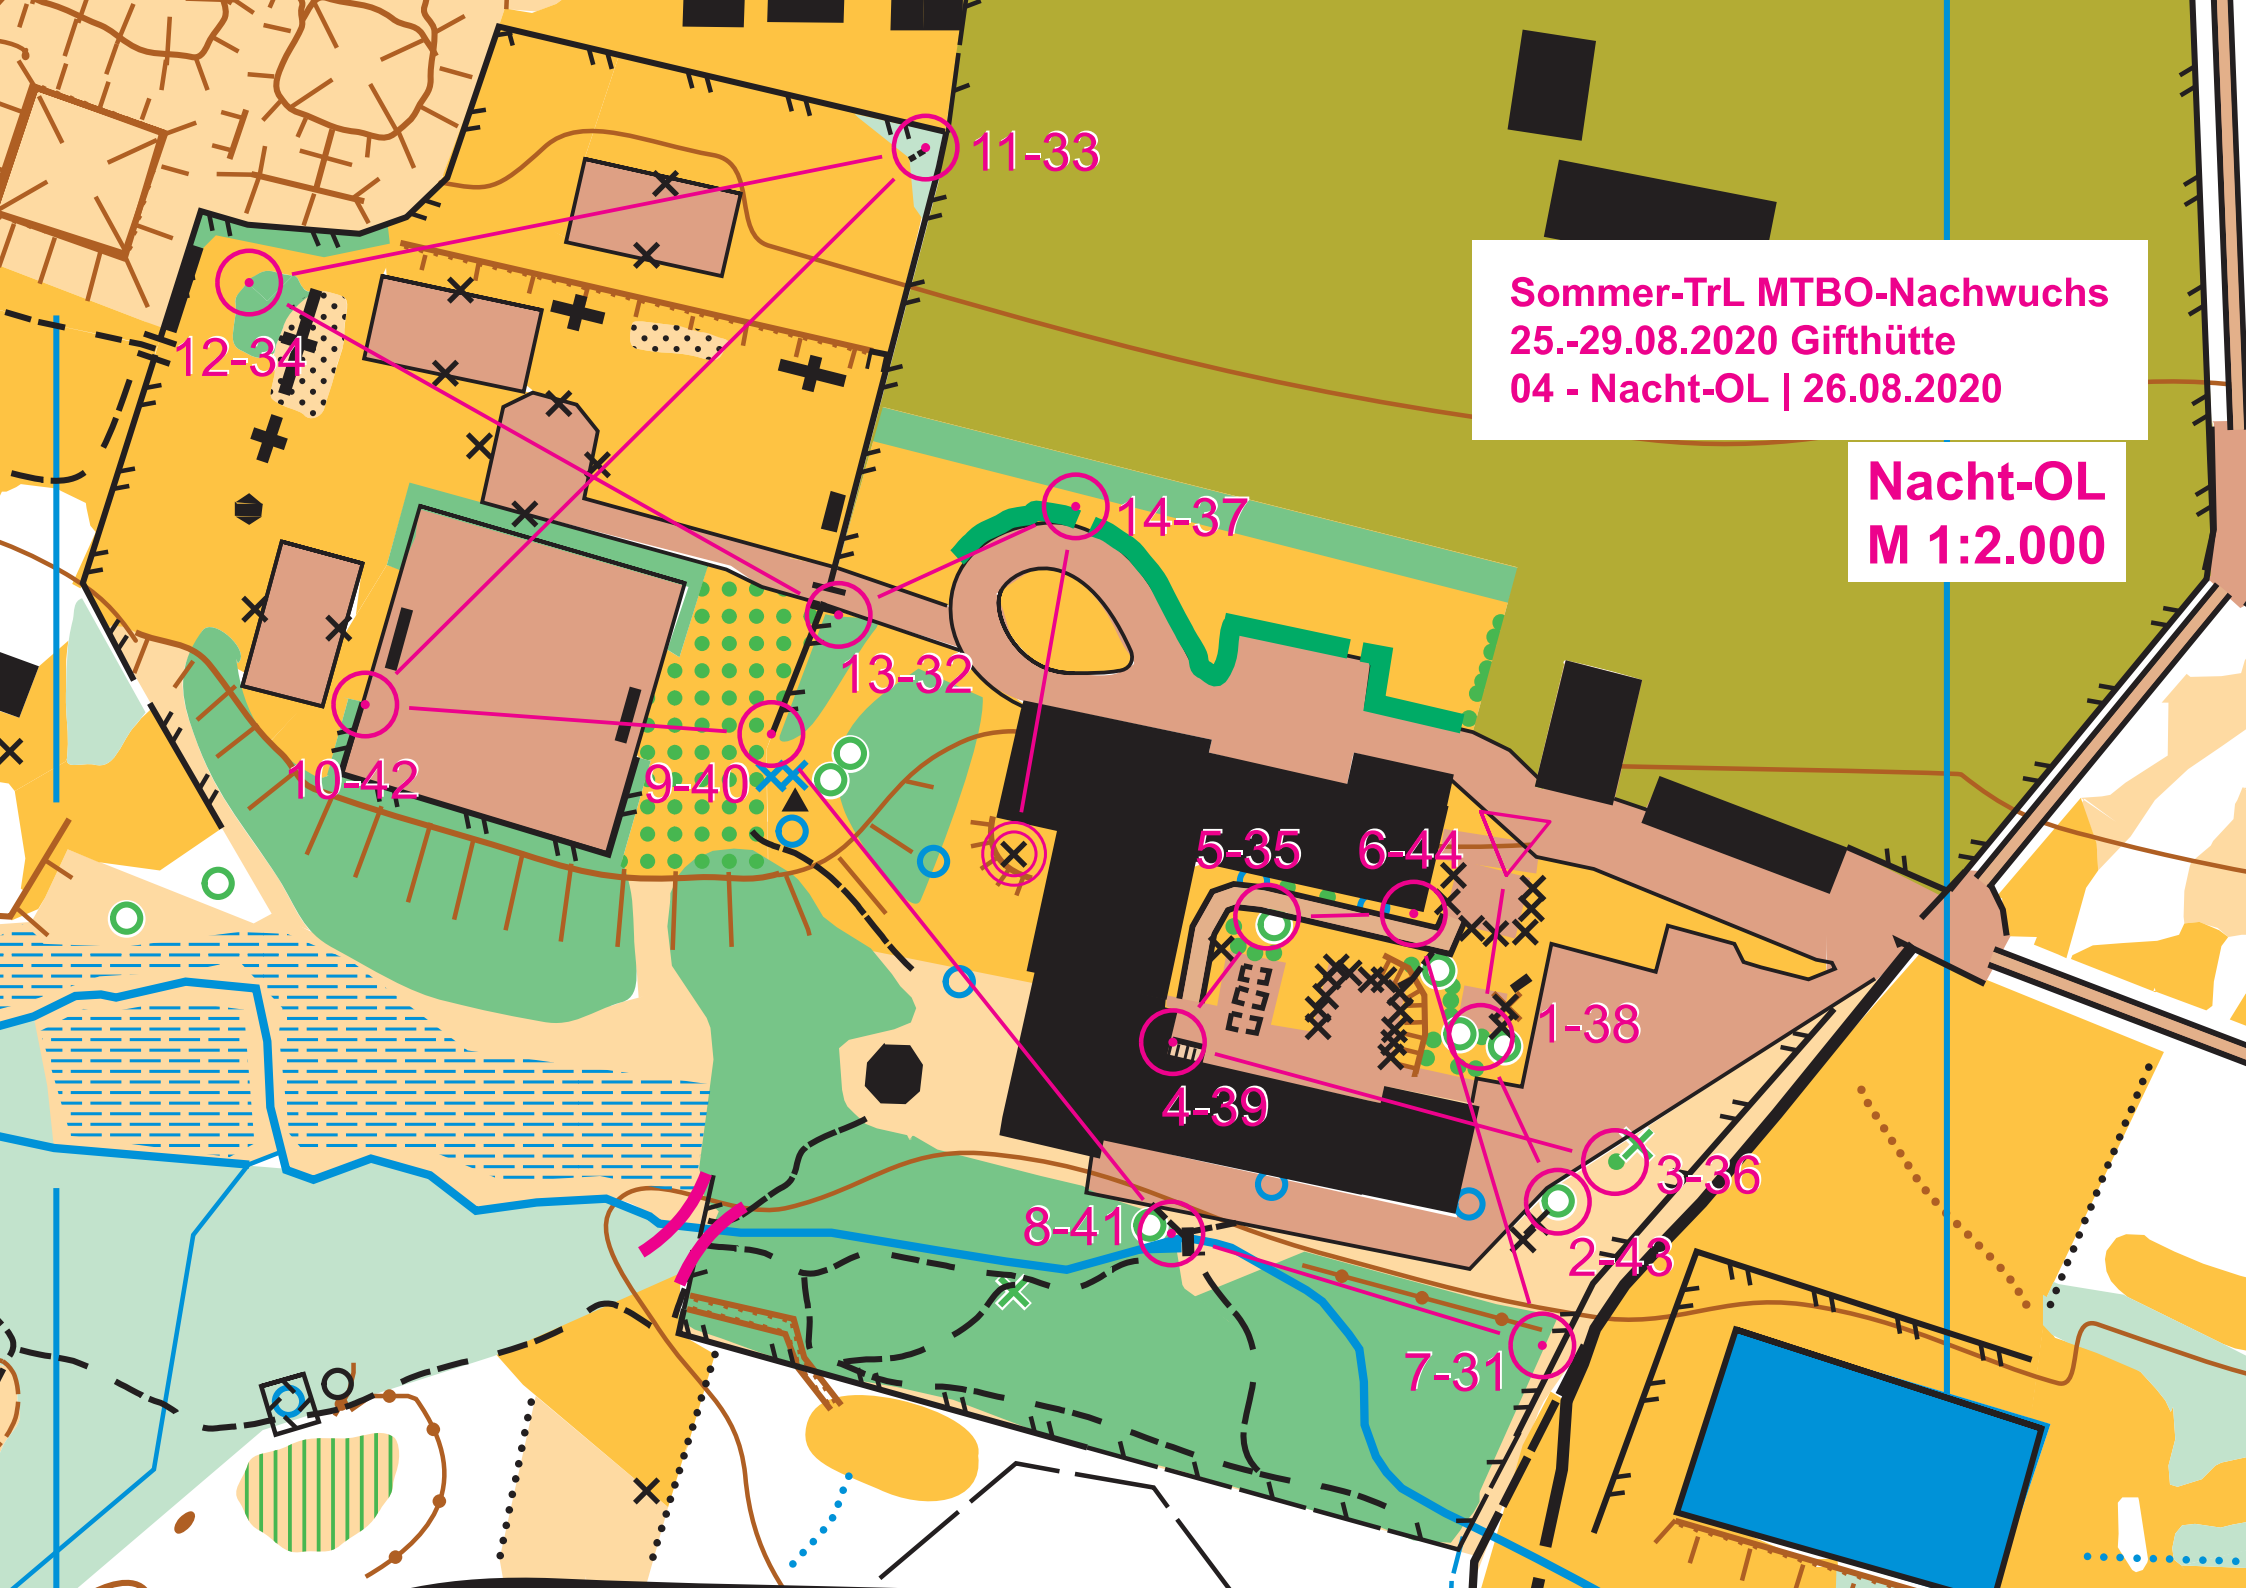 11-33
Sommer-TrL MTBO-Nachwuchs
25.-29.08.2020 Gifthütte
04 - Nacht-OL | 26.08.2020
12-34
Nacht-OL
M 1:2.000
14-37
13-32
10-42
9-40
5-35
6-44
1-38
4-39
3-36
8-41
2-43
7-31